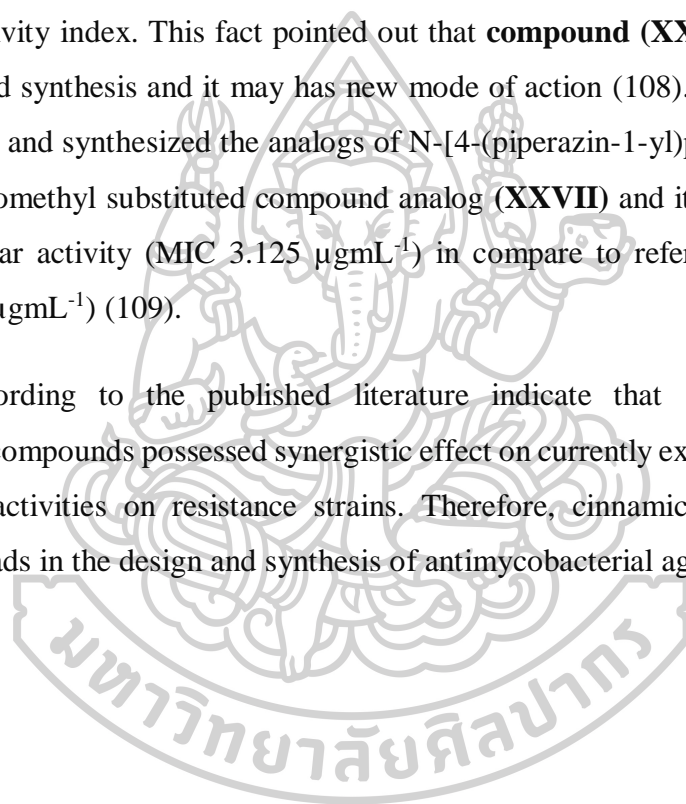 ivity index. This fact pointed out that compound (XX
d synthesis and it may has new mode of action (108).
and synthesized the analogs of N-[4-(piperazin-1-yl)p
omethyl substituted compound analog (XXVII) and it
ar activity (MIC 3.125 µgmL-1) in compare to refer
µgmL-1) (109).
ording to the published literature indicate that
compounds possessed synergistic effect on currently ex
activities on resistance strains. Therefore, cinnamic
ads in the design and synthesis of antimycobacterial ag
มหาวิทยาลัยศิลปากร